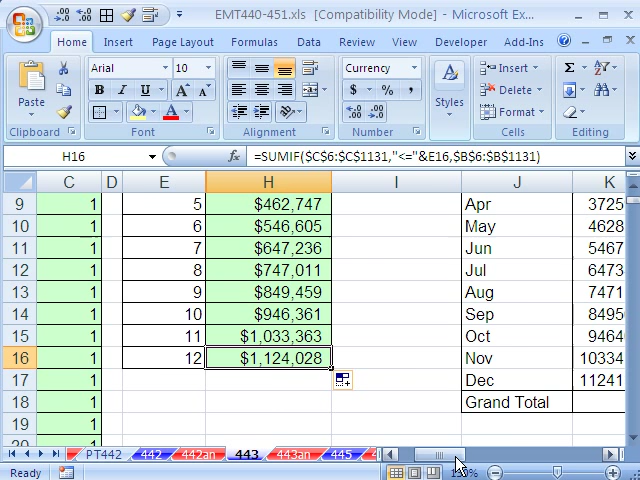 EMT440-451.xls [Compatibility Mode] - Microsoft Ex...
Home Insert Page Layout Formulas Data Review View Developer Add-Ins
Paste
Clipboard
Arial 10
B I U
A A
Font
Alignment
Currency
$ % ,
Number
Styles
Insert
Delete
Format
Cells
Σ
Editing
H16 fx =SUMIF($C$6:$C$1131,"<="&E16,$B$6:$B$1131)
C D E H I J K
9 1 5 $462,747 Apr 3725
10 1 6 $546,605 May 4628
11 1 7 $647,236 Jun 5467
12 1 8 $747,011 Jul 6473
13 1 9 $849,459 Aug 7471
14 1 10 $946,361 Sep 84950
15 1 11 $1,033,363 Oct 9464
16 1 12 $1,124,028 Nov 10334
17 1 Dec 11241
18 1 Grand Total
19 1
20 1
PT442 442 442an 443 443an 445
Ready